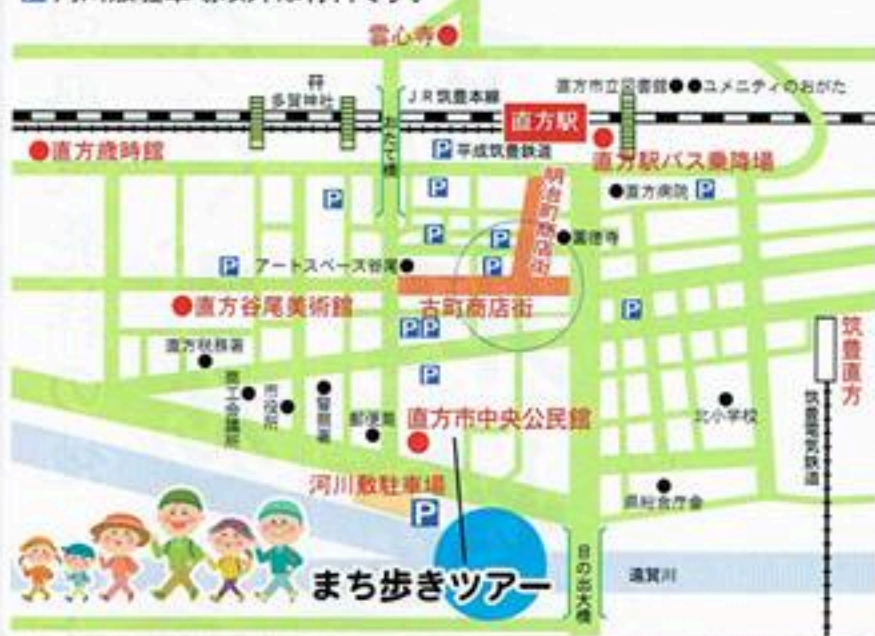 雲心寺
多賀神社
JR筑豊本線
直方市立図書館
ユメニティのおがた
直方駅
直方歳時館
平成筑豊鉄道
直方駅バス乗降場
P
直方病院
P
P
P
明治町商店街
P
P
P
アートスペース谷尾
P
直方谷尾美術館
古町商店街
P
PP
筑豊直方
直方税務署
P
商工会議所
市役所
警察署
郵便局
直方市中央公民館
北小学校
筑豊電気鉄道
河川敷駐車場
P
県総合庁舎
まち歩きツアー
日の出大橋
遠賀川